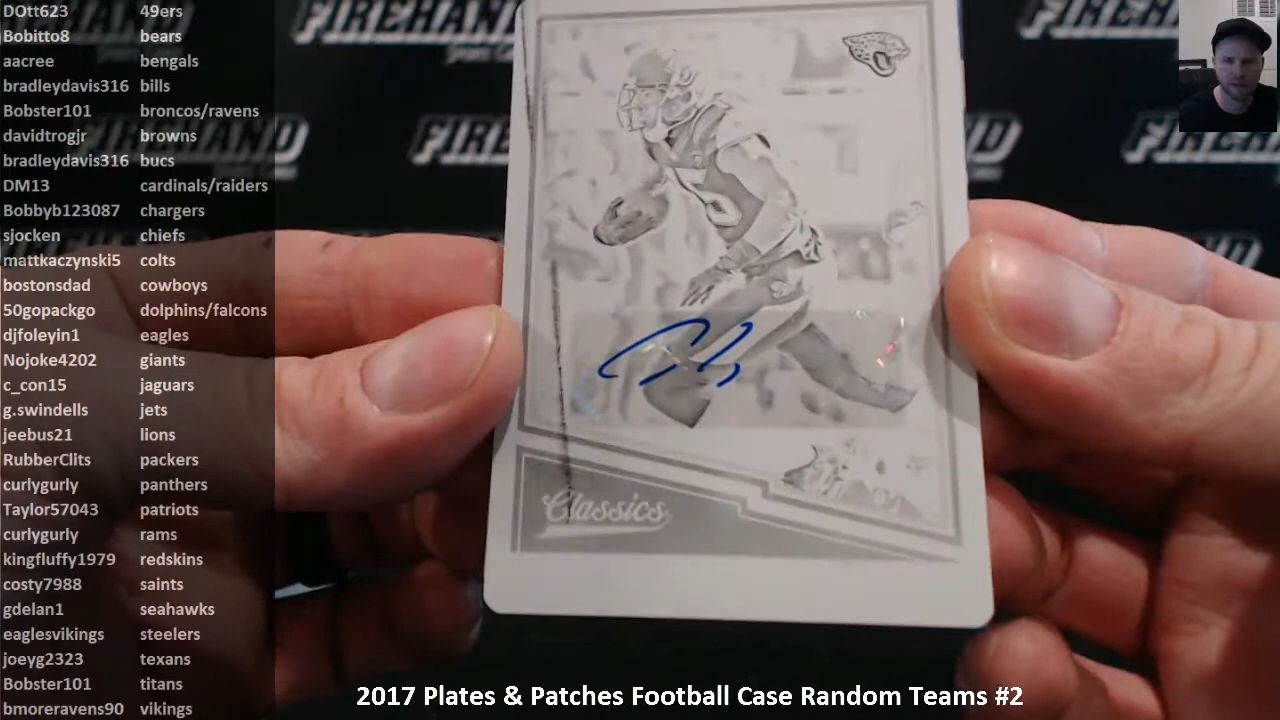 DOtt623 49ers
Bobitto8 bears
aacree bengals
bradleydavis316 bills
Bobster101 broncos/ravens
davidtrogjr browns
bradleydavis316 bucs
DM13 cardinals/raiders
Bobbyb123087 chargers
sjocken chiefs
mattkaczynski5 colts
bostonsdad cowboys
50gopackgo dolphins/falcons
djfoleyin1 eagles
Nojoke4202 giants
c_con15 jaguars
g.swindells jets
jeebus21 lions
RubberClits packers
curlygurly panthers
Taylor57043 patriots
curlygurly rams
kingfluffy1979 redskins
costy7988 saints
gdelan1 seahawks
eaglesvikings steelers
joeyg2323 texans
Bobster101 titans
bmoreravens90 vikings
FIREHAND
5
Classics
2017 Plates & Patches Football Case Random Teams #2